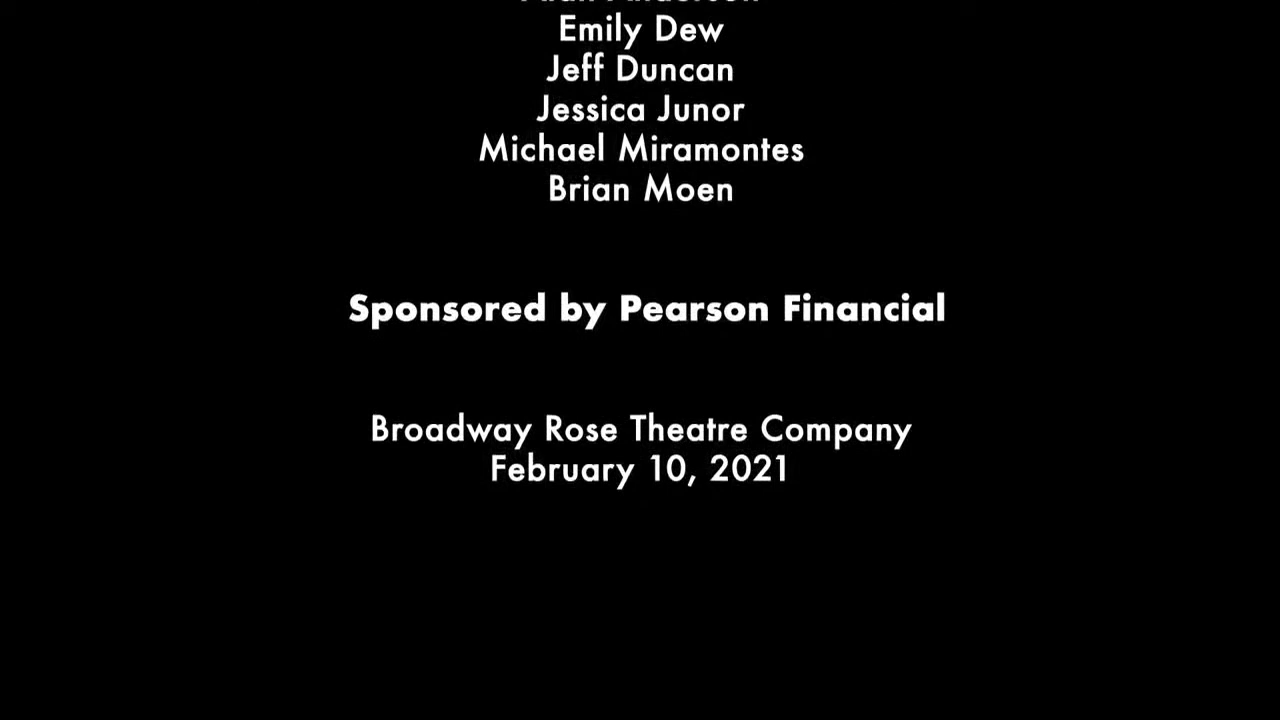 Emily Dew
Jeff Duncan
Jessica Junor
Michael Miramontes
Brian Moen
Sponsored by Pearson Financial
Broadway Rose Theatre Company
February 10, 2021